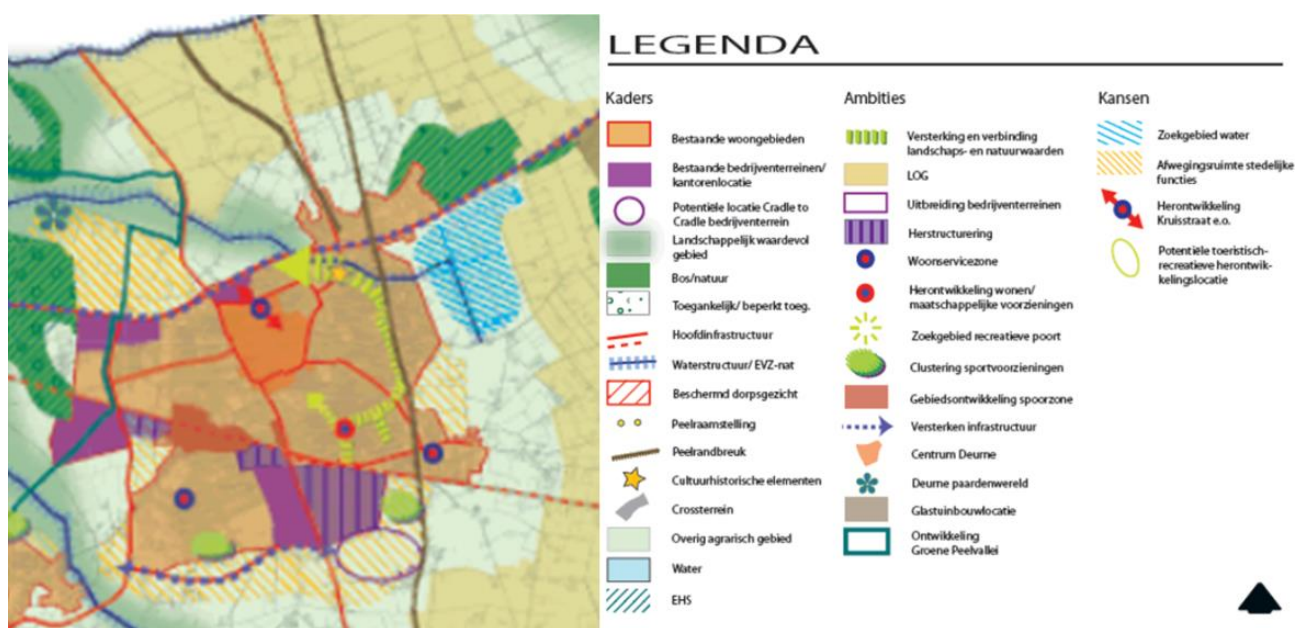 LEGENDA
Kaders
Bestaande woongebieden
Bestaande bedrijventerreinen/
kantorenlocatie
Potentiële locatie Cradle to
Cradle bedrijventerrein
Landschappelijk waardevol
gebied
Bos/natuur
Toegankelijk/ beperkt toeg.
Hoofdinfrastructuur
Waterstructuur/ EVZ-nat
Beschermd dorpsgezicht
Peelraamstelling
Peelrandbreuk
Cultuurhistorische elementen
Crossterrein
Overig agrarisch gebied
Water
EHS
Ambities
Versterking en verbinding
landschaps- en natuurwaarden
LOG
Uitbreiding bedrijventerreinen
Herstructurering
Woonservicezone
Herontwikkeling wonen/
maatschappelijke voorzieningen
Zoekgebied recreatieve poort
Clustering sportvoorzieningen
Gebiedsontwikkeling spoorzone
Versterken infrastructuur
Centrum Deurne
Deurne paardenwereld
Glastuinbouwlocatie
Ontwikkeling
Groene Peelvallei
Kansen
Zoekgebied water
Afwegingsruimte stedelijke
functies
Herontwikkeling
Kruisstraat e.o.
Potentiële toeristisch-
recreatieve herontwik-
kelingslocatie